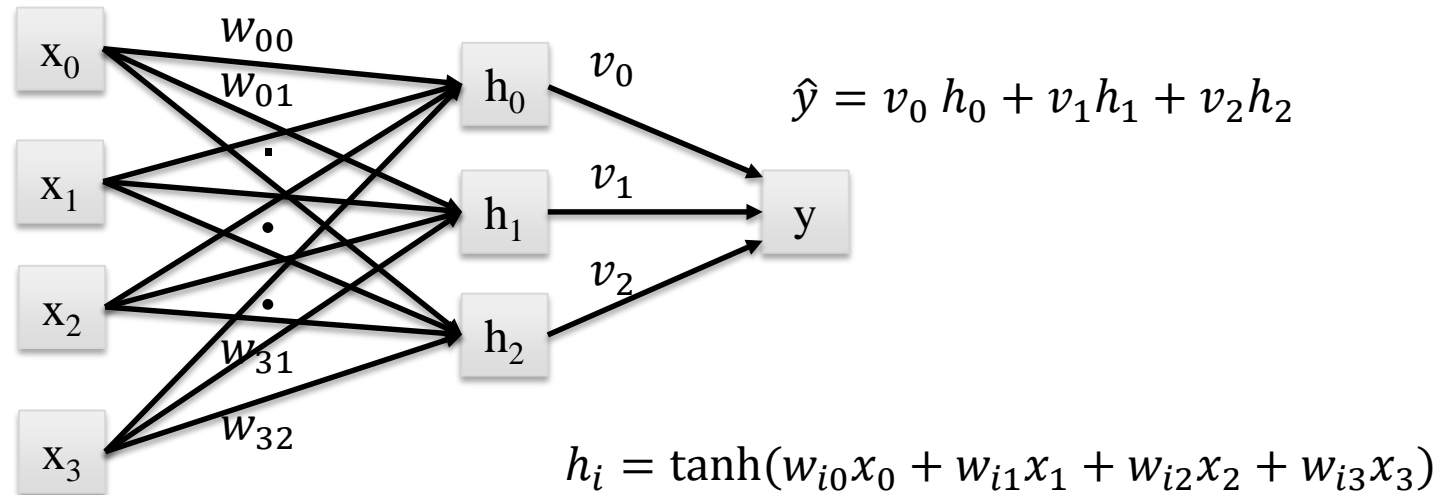 x₀
w₀₀
w₀₁
h₀
v₀
ŷ = v₀ h₀ + v₁h₁ + v₂h₂
x₁
h₁
v₁
y
x₂
h₂
v₂
w₃₁
w₃₂
x₃
hᵢ = tanh(wᵢ₀x₀ + wᵢ₁x₁ + wᵢ₂x₂ + wᵢ₃x₃)